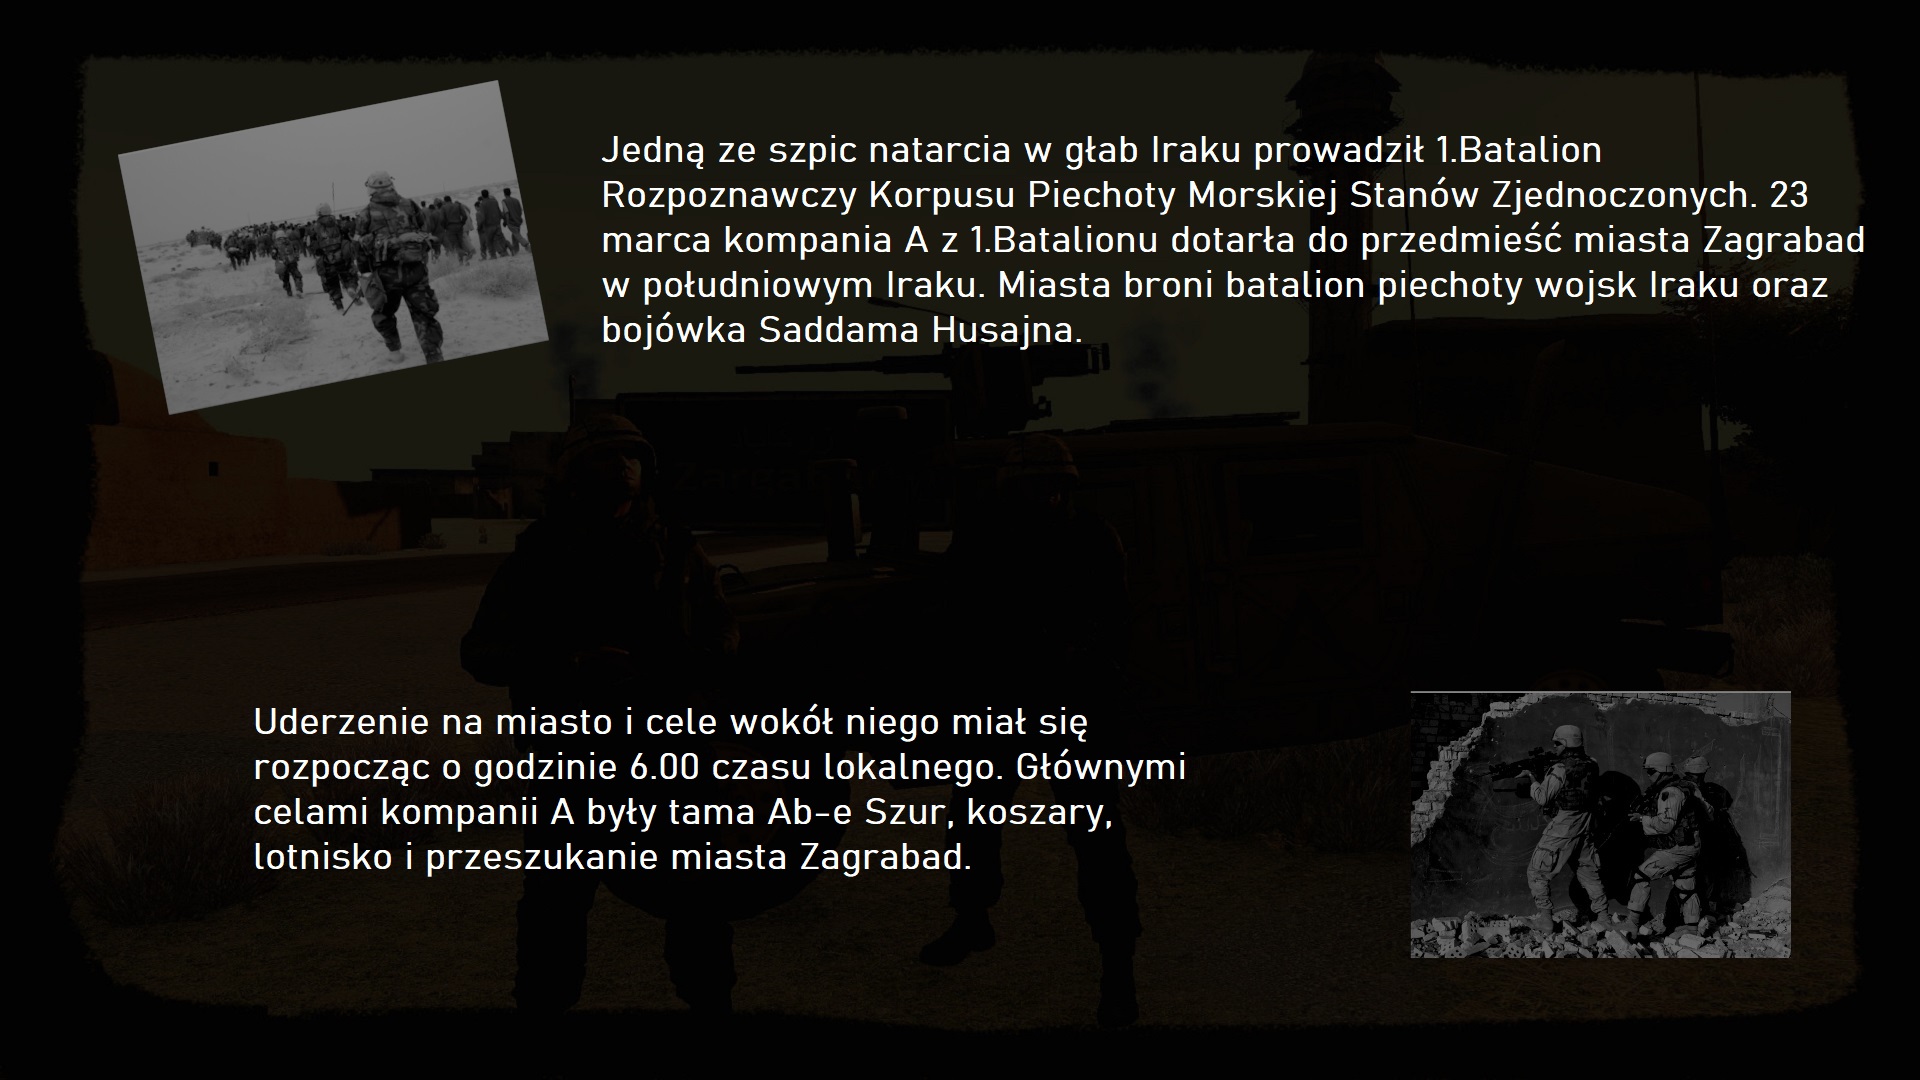 Jedną ze szpic natarcia w głab Iraku prowadził 1.Batalion
Rozpoznawczy Korpusu Piechoty Morskiej Stanów Zjednoczonych. 23
marca kompania A z 1.Batalionu dotarła do przedmieść miasta Zagrabad
w południowym Iraku. Miasta broni batalion piechoty wojsk Iraku oraz
bojówka Saddama Husajna.
Uderzenie na miasto i cele wokół niego miał się
rozpocząc o godzinie 6.00 czasu lokalnego. Głównymi
celami kompanii A były tama Ab-e Szur, koszary,
lotnisko i przeszukanie miasta Zagrabad.